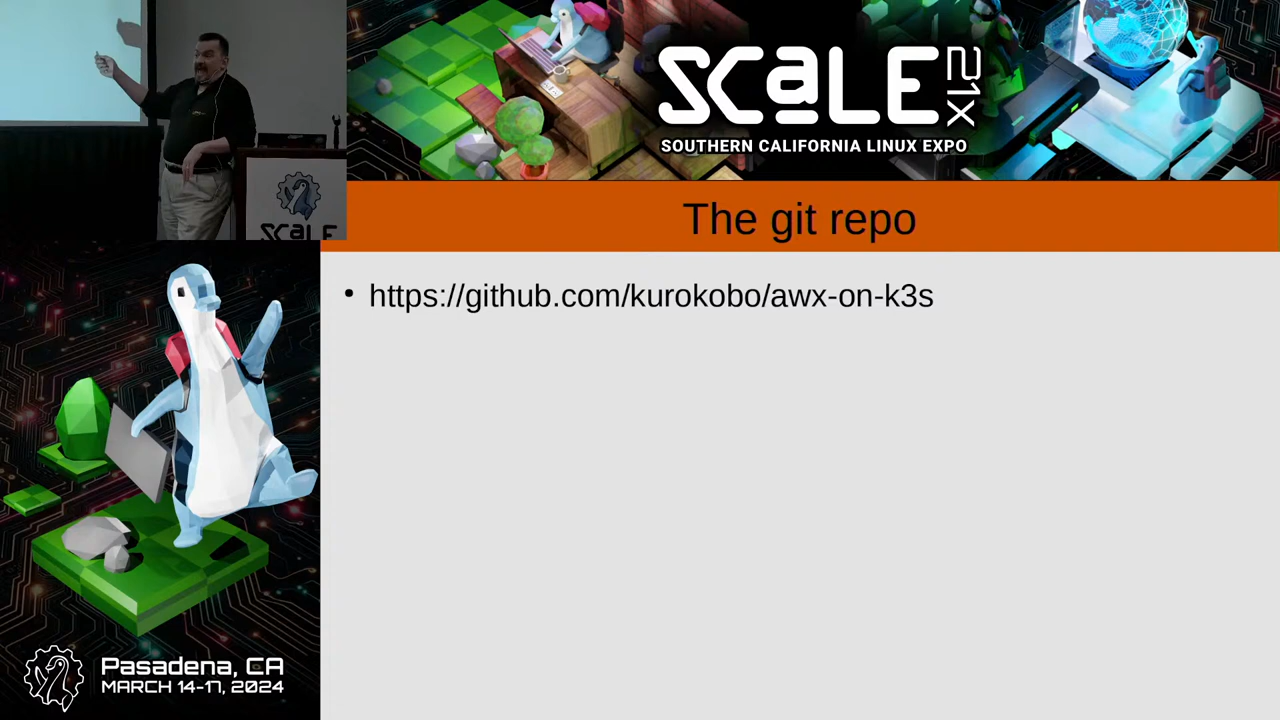 SCALE
21X
SOUTHERN CALIFORNIA LINUX EXPO
SCALE
The git repo
• https://github.com/kurokobo/awx-on-k3s
Pasadena, CA
MARCH 14-17, 2024